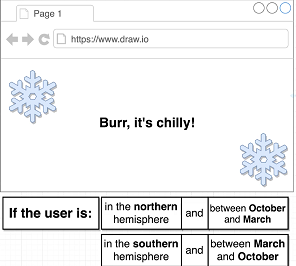 Page 1
https://www.draw.io
Burr, it's chilly!
If the user is:
in the northern
hemisphere
and
between October
and March
in the southern
hemisphere
and
between March
and October